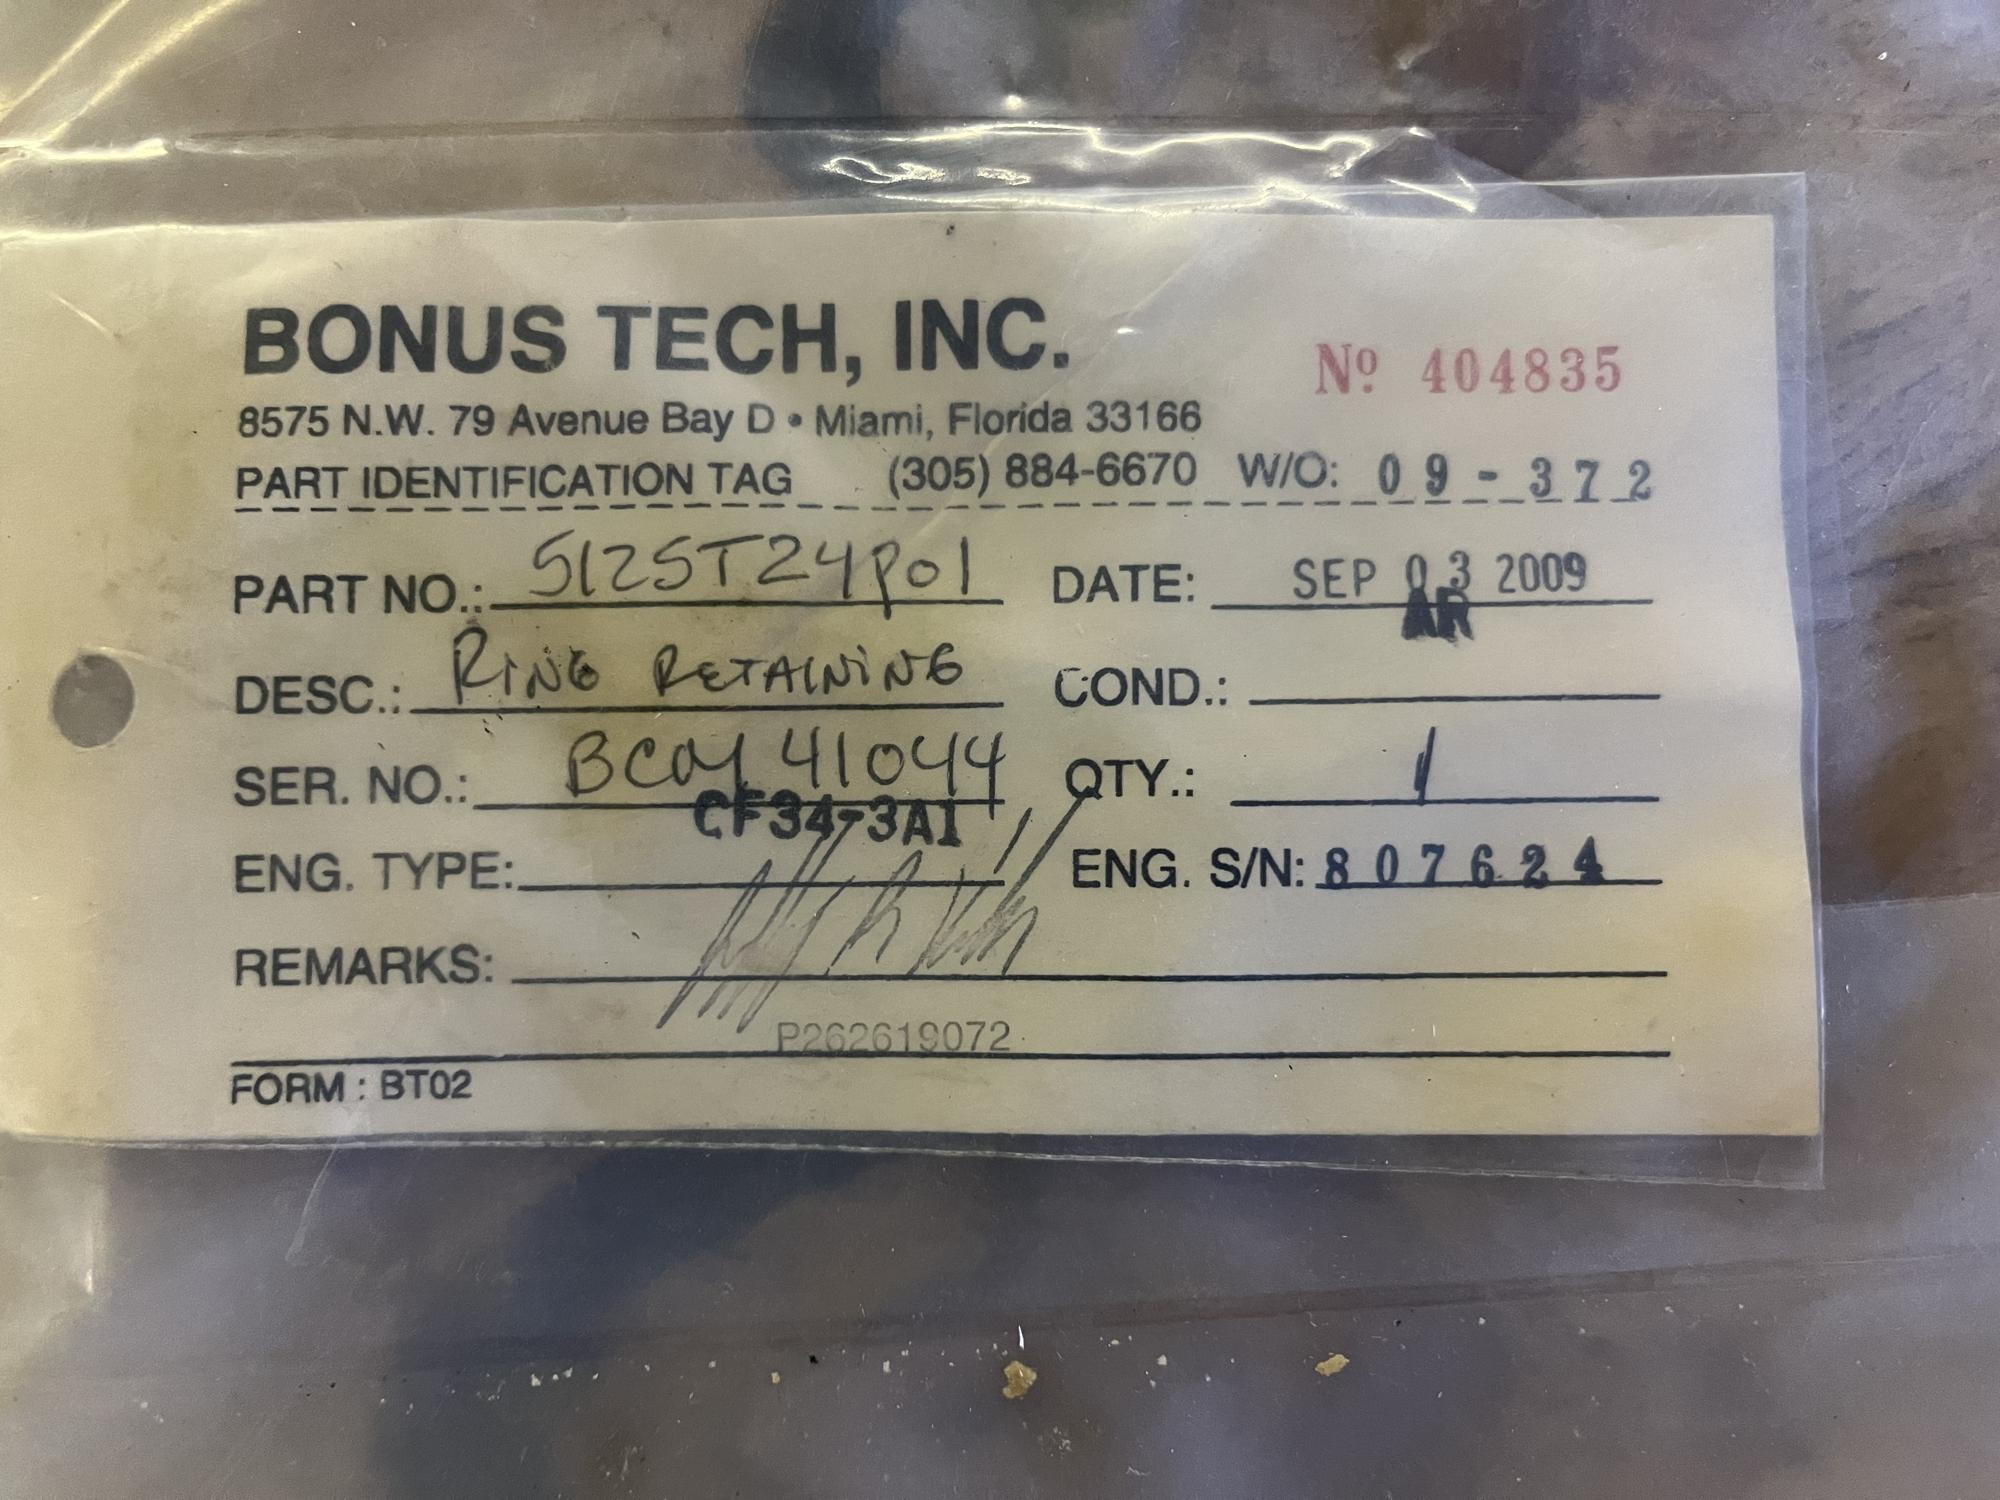 BONUS TECH, INC.
Nº 404835
8575 N.W. 79 Avenue Bay D • Miami, Florida 33166
PART IDENTIFICATION TAG (305) 884-6670 W/O: 09-372
PART NO.: 5125T24P01 DATE: SEP 03 2009
AR
DESC.: RING RETAINING COND.:
SER. NO.: QTY.: 1
CF34-3A1
ENG. TYPE: ENG. S/N: 807624
REMARKS:
P262619072
FORM : BT02